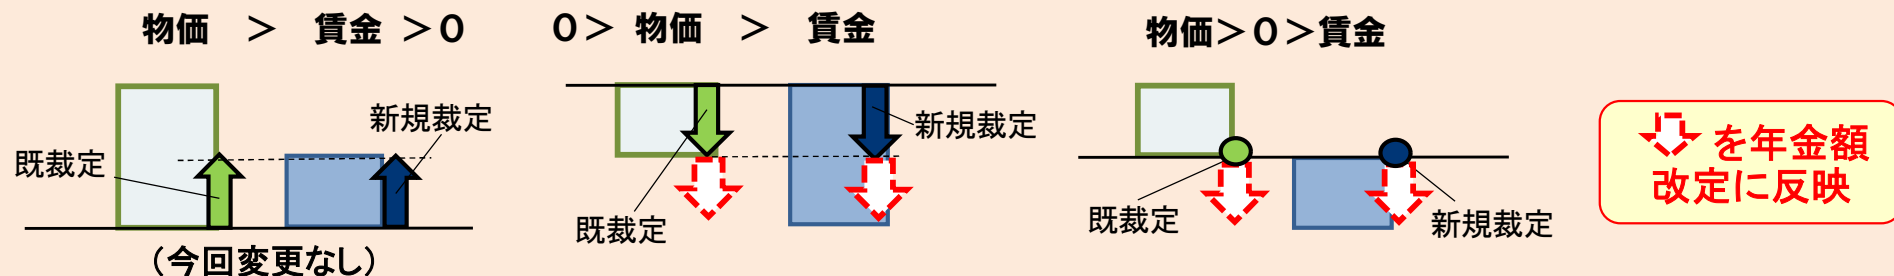 物価 > 賃金 >0
既裁定
新規裁定
(今回変更なし)
0> 物価 > 賃金
新規裁定
既裁定
物価>0>賃金
既裁定
新規裁定
を年金額
改定に反映